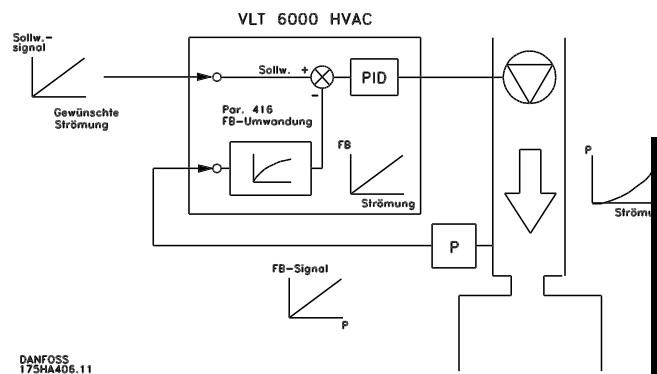 VLT 6000 HVAC
Sollw.-
signal
Gewünschte
Strömung
Sollw. +
-
PID
Par. 416
FB-Umwandung
FB
Strömung
P
P
FB-Signal
P
DANFOSS
175HA406.11